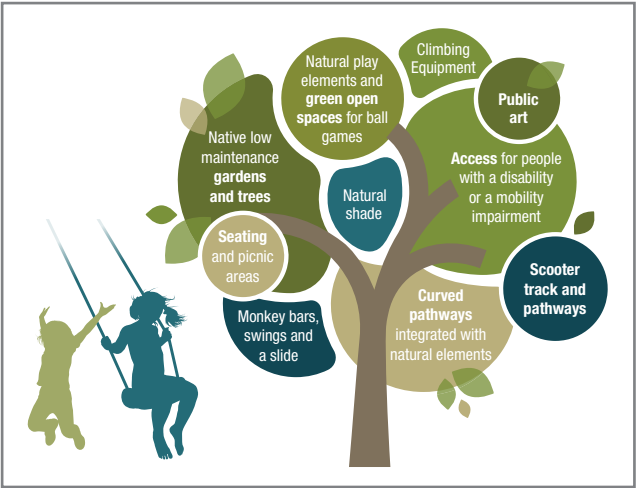 Natural play
elements and
green open
spaces for ball
games
Climbing
Equipment
Public
art
Native low
maintenance
gardens
and trees
Natural
shade
Access for people
with a disability
or a mobility
impairment
Seating
and picnic
areas
Monkey bars,
swings and
a slide
Curved
pathways
integrated with
natural elements
Scooter
track and
pathways